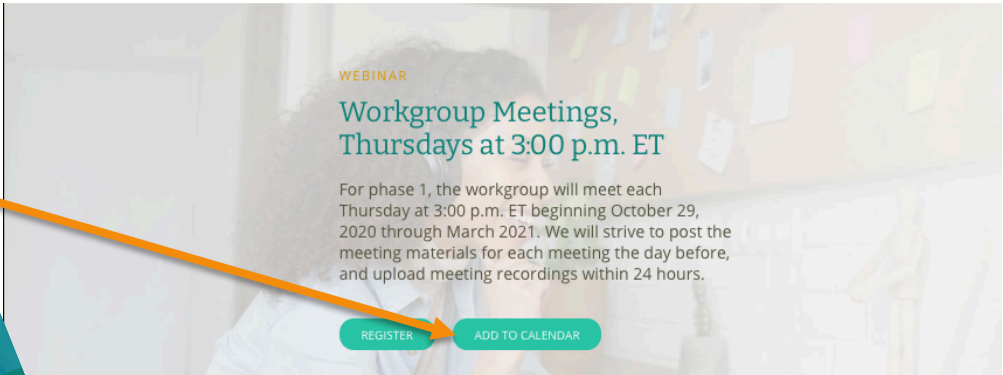 WEBINAR
Workgroup Meetings,
Thursdays at 3:00 p.m. ET
For phase 1, the workgroup will meet each
Thursday at 3:00 p.m. ET beginning October 29,
2020 through March 2021. We will strive to post the
meeting materials for each meeting the day before,
and upload meeting recordings within 24 hours.
REGISTER
ADD TO CALENDAR